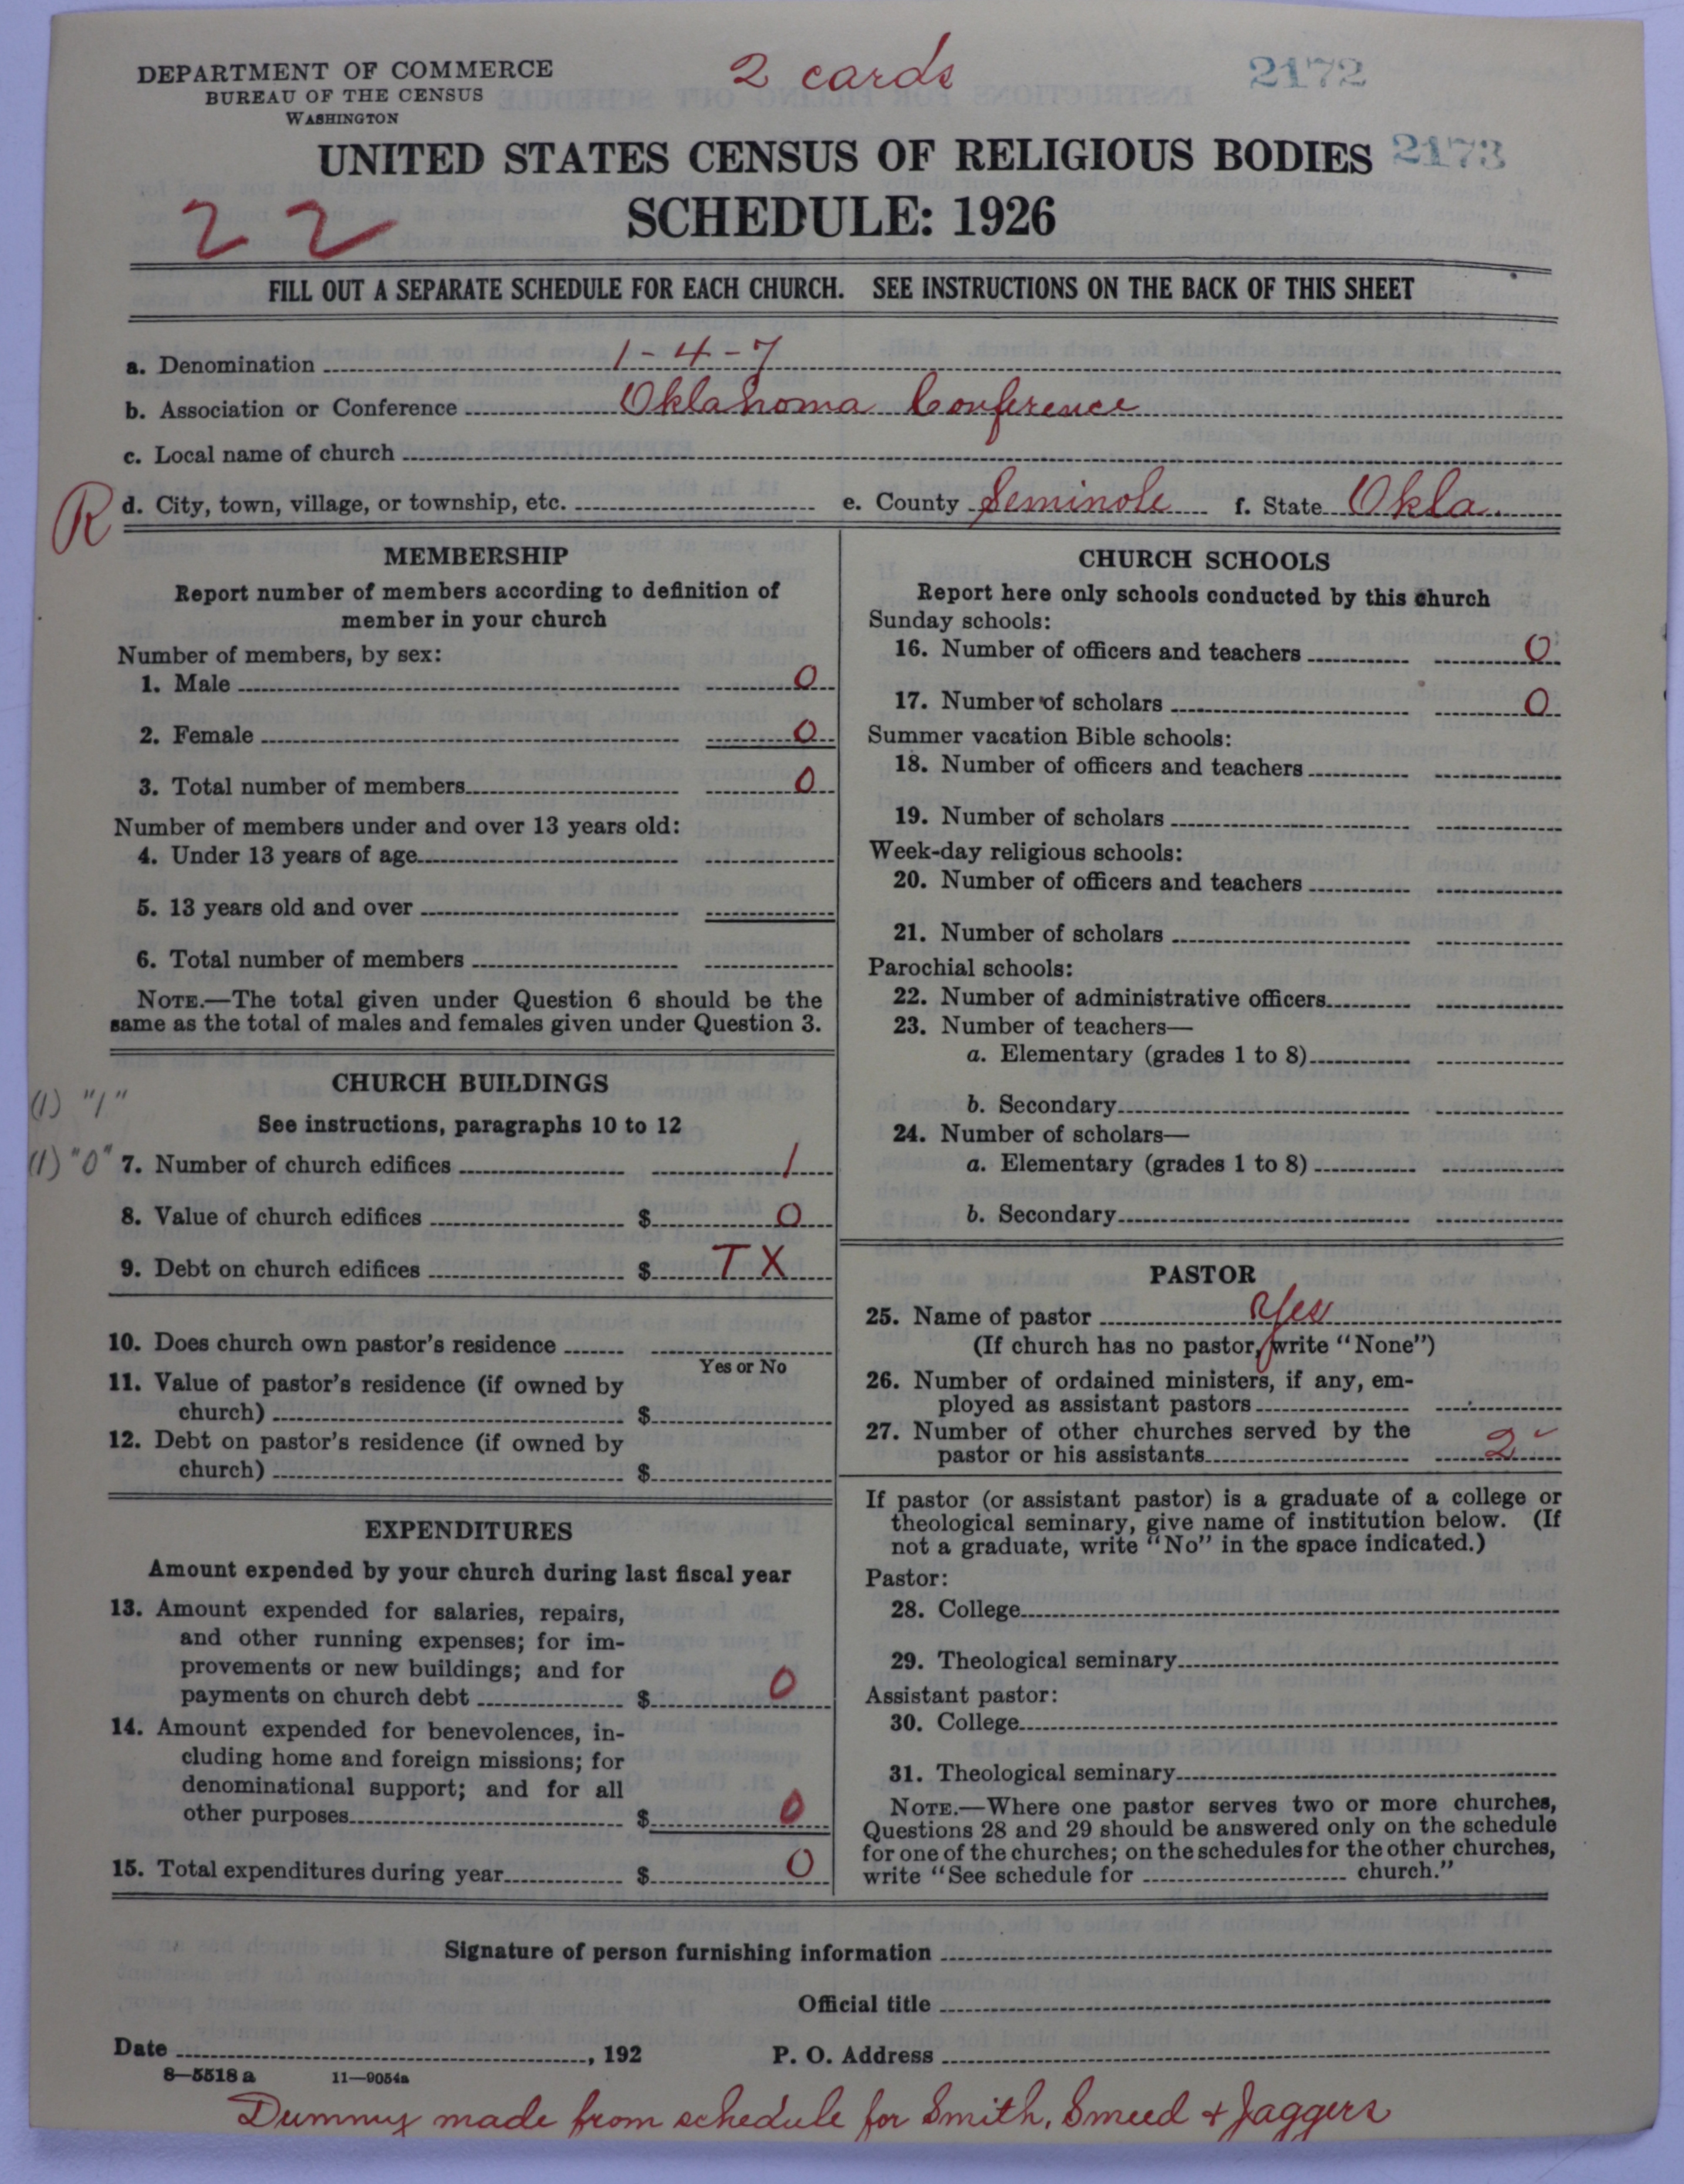 DEPARTMENT OF COMMERCE
BUREAU OF THE CENSUS
WASHINGTON
2 cards
2172
UNITED STATES CENSUS OF RELIGIOUS BODIES
2173
22
SCHEDULE: 1926
FILL OUT A SEPARATE SCHEDULE FOR EACH CHURCH. SEE INSTRUCTIONS ON THE BACK OF THIS SHEET
a. Denomination 1-4-7
b. Association or Conference Oklahoma Conference
c. Local name of church
R d. City, town, village, or township, etc. e. County Seminole f. State Okla.
MEMBERSHIP
Report number of members according to definition of
member in your church
Number of members, by sex:
1. Male 0
2. Female 0
3. Total number of members 0
Number of members under and over 13 years old:
4. Under 13 years of age
5. 13 years old and over
6. Total number of members
NOTE.—The total given under Question 6 should be the
same as the total of males and females given under Question 3.
CHURCH BUILDINGS
(1) "1"
See instructions, paragraphs 10 to 12
(1) "0" 7. Number of church edifices 1
8. Value of church edifices $ 0
9. Debt on church edifices $ TX
10. Does church own pastor's residence
Yes or No
11. Value of pastor's residence (if owned by
church) $
12. Debt on pastor's residence (if owned by
church) $
EXPENDITURES
Amount expended by your church during last fiscal year
13. Amount expended for salaries, repairs,
and other running expenses; for im-
provements or new buildings; and for
payments on church debt $ 0
14. Amount expended for benevolences, in-
cluding home and foreign missions; for
denominational support; and for all
other purposes $ 0
15. Total expenditures during year $ 0
CHURCH SCHOOLS
Report here only schools conducted by this church
Sunday schools:
16. Number of officers and teachers 0
17. Number of scholars 0
Summer vacation Bible schools:
18. Number of officers and teachers
19. Number of scholars
Week-day religious schools:
20. Number of officers and teachers
21. Number of scholars
Parochial schools:
22. Number of administrative officers
23. Number of teachers—
a. Elementary (grades 1 to 8)
b. Secondary
24. Number of scholars—
a. Elementary (grades 1 to 8)
b. Secondary
PASTOR
25. Name of pastor Yes
(If church has no pastor, write "None")
26. Number of ordained ministers, if any, em-
ployed as assistant pastors
27. Number of other churches served by the
pastor or his assistants 2 ✓
If pastor (or assistant pastor) is a graduate of a college or
theological seminary, give name of institution below. (If
not a graduate, write "No" in the space indicated.)
Pastor:
28. College
29. Theological seminary
Assistant pastor:
30. College
31. Theological seminary
NOTE.—Where one pastor serves two or more churches,
Questions 28 and 29 should be answered only on the schedule
for one of the churches; on the schedules for the other churches,
write "See schedule for church."
Signature of person furnishing information
Official title
Date , 192
P. O. Address
8—5518 a 11—9054a
Dummy made from schedule for Smith, Smeed + Jaggers